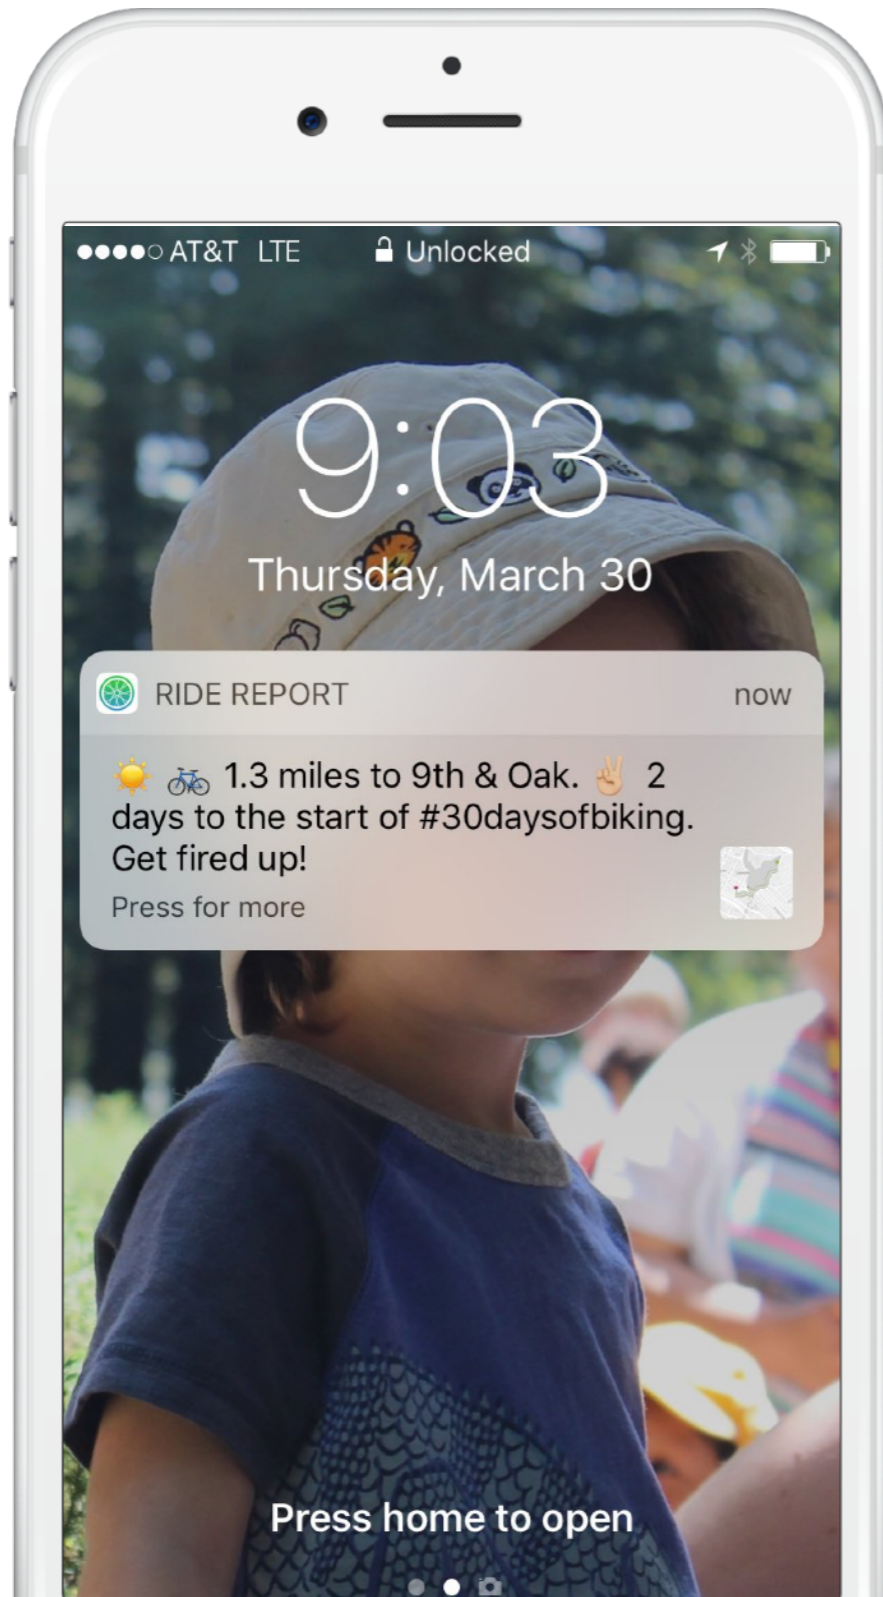 AT&T LTE Unlocked
9:03
Thursday, March 30
RIDE REPORT now
☀️ 🚲 1.3 miles to 9th & Oak. ✌🏼 2
days to the start of #30daysofbiking.
Get fired up!
Press for more
Press home to open